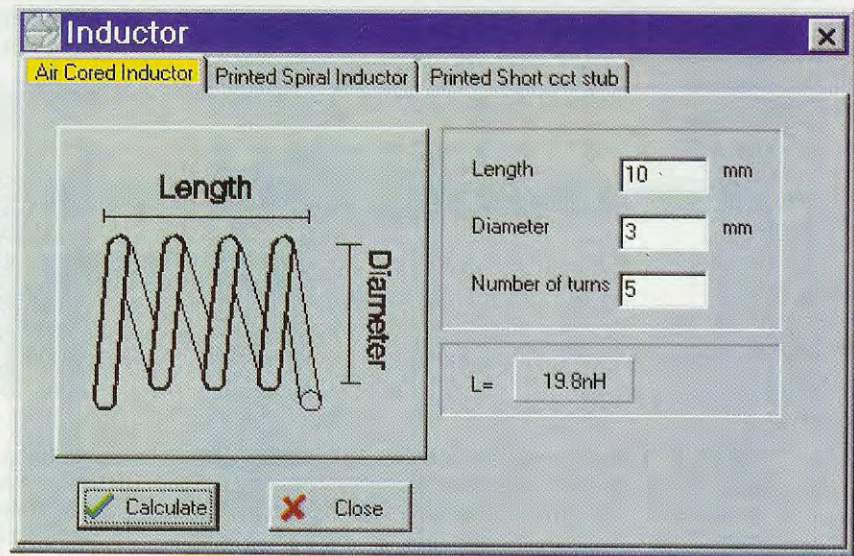 Inductor
Air Cored Inductor Printed Spiral Inductor Printed Short cct stub
Length
Diameter
Length 10 mm
Diameter 3 mm
Number of turns 5
L= 19.8nH
Calculate Close